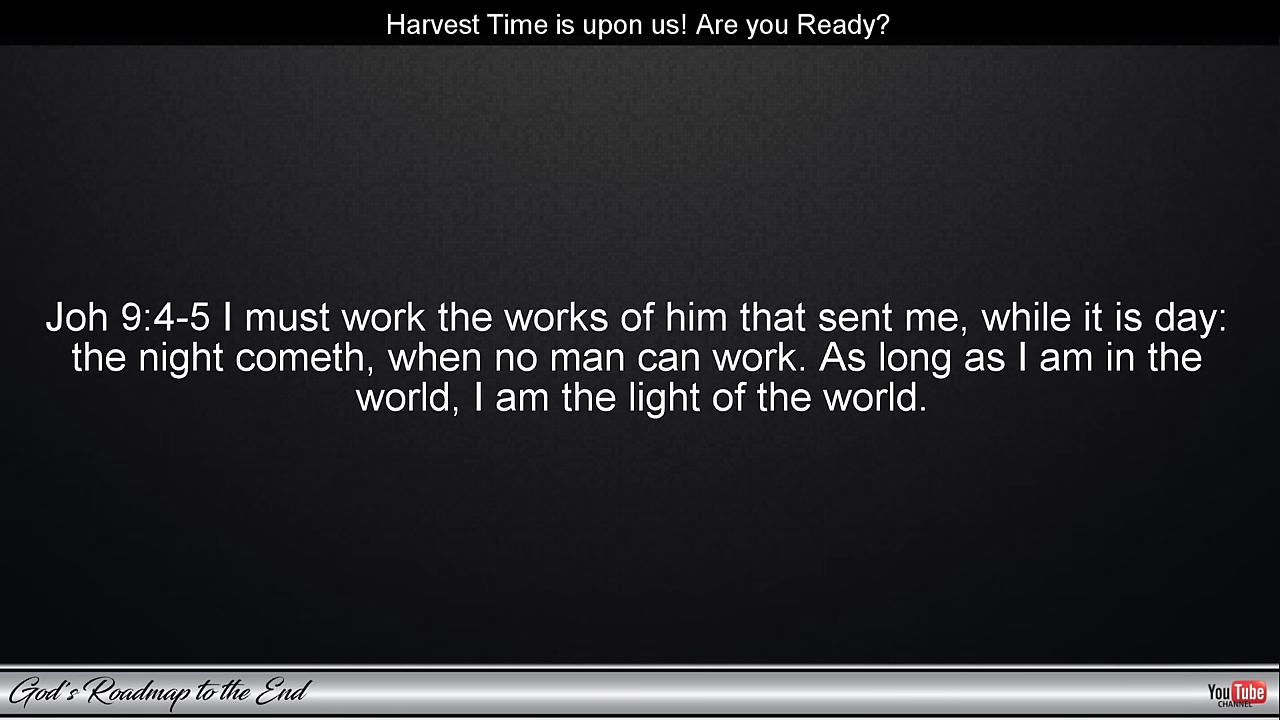 Harvest Time is upon us! Are you Ready?
Joh 9:4-5 I must work the works of him that sent me, while it is day:
the night cometh, when no man can work. As long as I am in the
world, I am the light of the world.
God's Roadmap to the End
YouTube
CHANNEL